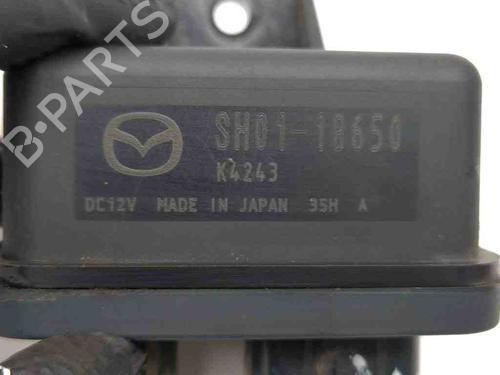 SH01-18650
K4243
DC12V MADE IN JAPAN 35H A
B-PARTS